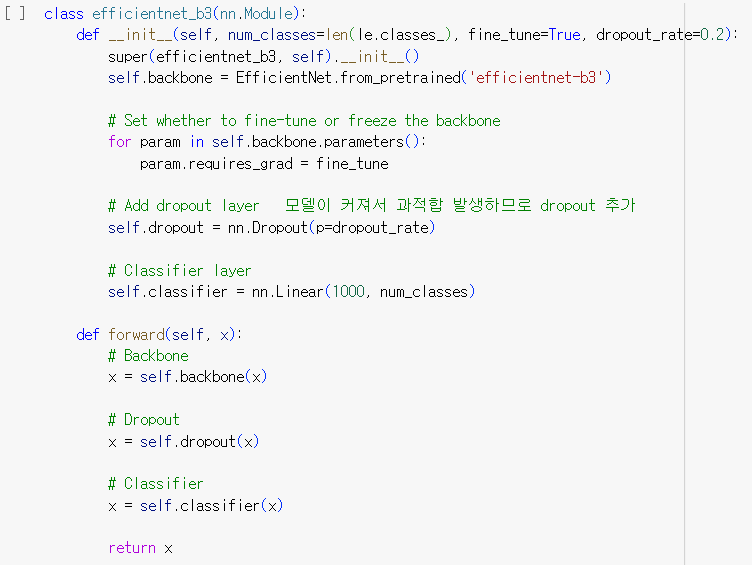 [ ] class efficientnet_b3(nn.Module):
def __init__(self, num_classes=len(le.classes_), fine_tune=True, dropout_rate=0.2):
super(efficientnet_b3, self).__init__()
self.backbone = EfficientNet.from_pretrained('efficientnet-b3')
# Set whether to fine-tune or freeze the backbone
for param in self.backbone.parameters():
param.requires_grad = fine_tune
# Add dropout layer 모델이 커져서 과적합 발생하므로 dropout 추가
self.dropout = nn.Dropout(p=dropout_rate)
# Classifier layer
self.classifier = nn.Linear(1000, num_classes)
def forward(self, x):
# Backbone
x = self.backbone(x)
# Dropout
x = self.dropout(x)
# Classifier
x = self.classifier(x)
return x